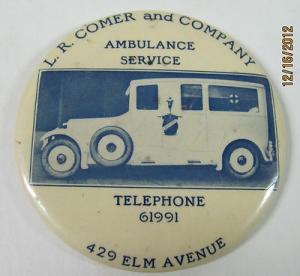 L. R. COMER and COMPANY
AMBULANCE
SERVICE
TELEPHONE
61991
429 ELM AVENUE
12/16/2012